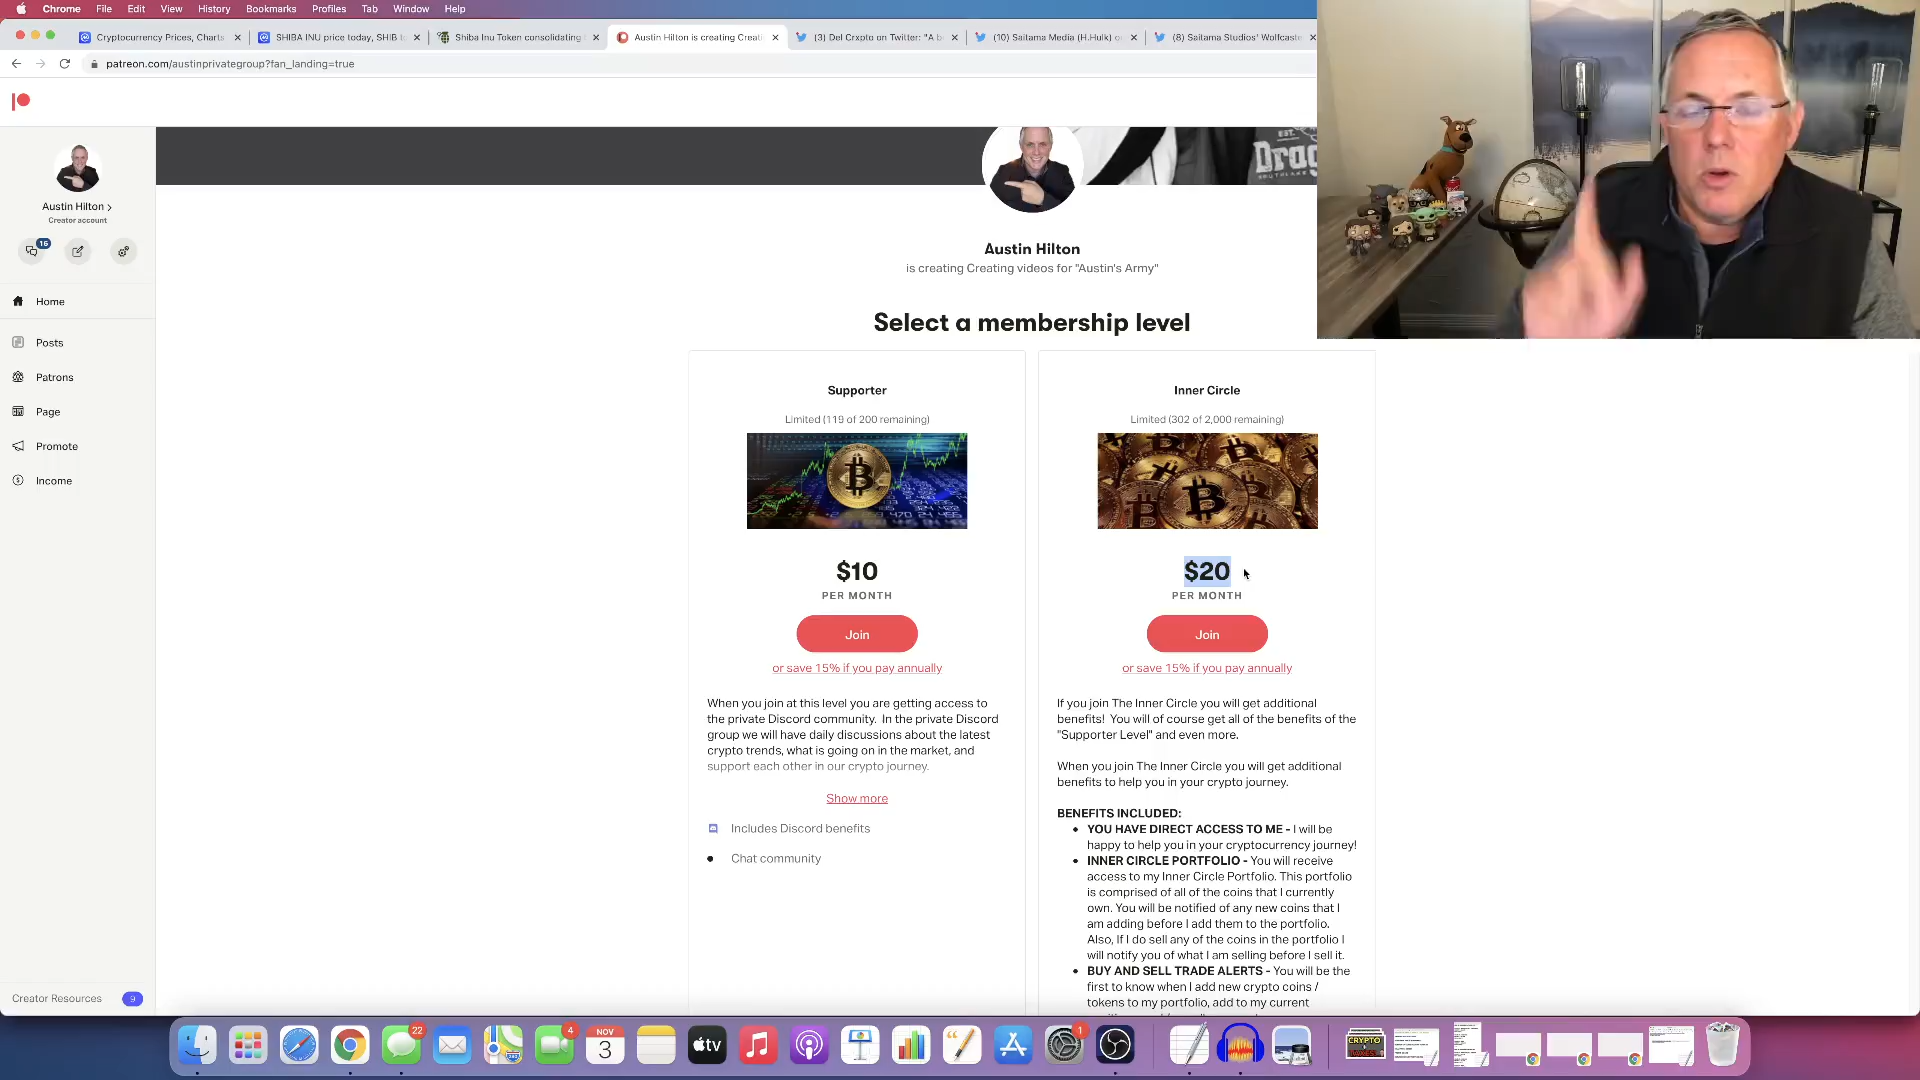 Chrome File Edit View History Bookmarks Profiles Tab Window Help
Cryptocurrency Prices, Charts
SHIBA INU price today, SHIB
Shiba Inu Token consolidating
Austin Hilton is creating Creati
(3) Del Crxpto on Twitter: "A b
(10) Saitama Media (H.Hulk) o
(8) Saitama Studios' Wolfcaste
patreon.com/austinprivategroup?fan_landing=true
Austin Hilton
Creator account
16
Home
Posts
Patrons
Page
Promote
Income
Creator Resources 9
EST.
Drag
Austin Hilton
is creating Creating videos for "Austin's Army"
Select a membership level
Supporter
Limited (119 of 200 remaining)
$10
PER MONTH
Join
or save 15% if you pay annually
When you join at this level you are getting access to
the private Discord community. In the private Discord
group we will have daily discussions about the latest
crypto trends, what is going on in the market, and
support each other in our crypto journey.
Show more
Includes Discord benefits
Chat community
Inner Circle
Limited (302 of 2,000 remaining)
$20
PER MONTH
Join
or save 15% if you pay annually
If you join The Inner Circle you will get additional
benefits! You will of course get all of the benefits of the
"Supporter Level" and even more.
When you join The Inner Circle you will get additional
benefits to help you in your crypto journey.
BENEFITS INCLUDED:
YOU HAVE DIRECT ACCESS TO ME - I will be
happy to help you in your cryptocurrency journey!
INNER CIRCLE PORTFOLIO - You will receive
access to my Inner Circle Portfolio. This portfolio
is comprised of all of the coins that I currently
own. You will be notified of any new coins that I
am adding before I add them to the portfolio.
Also, If I do sell any of the coins in the portfolio I
will notify you of what I am selling before I sell it.
BUY AND SELL TRADE ALERTS - You will be the
first to know when I add new crypto coins /
tokens to my portfolio, add to my current
22
4
NOV
3
tv
1
CRYPTO